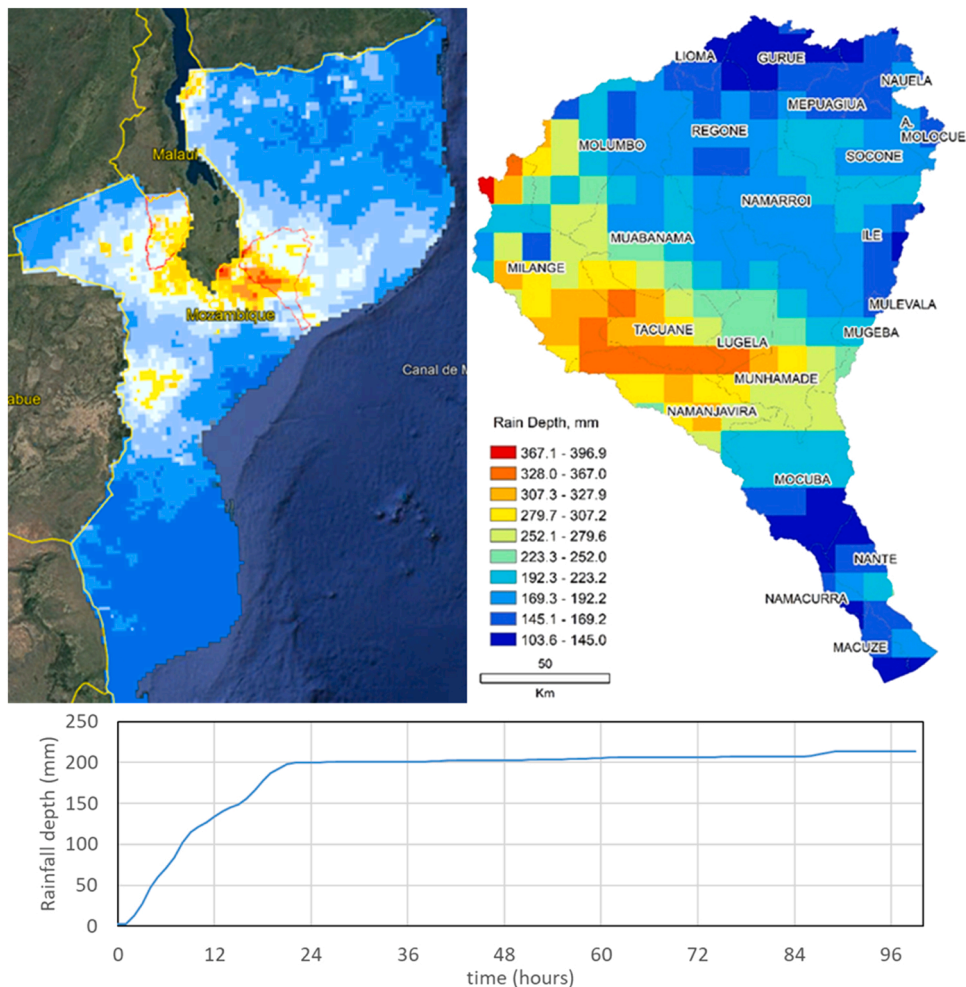 Malaui
Mozambique
abue
Canal de M
LIOMA
GURUE
NAUELA
MEPUAGIUA
A.
MOLOCUE
REGONE
MOLUMBO
SOCONE
NAMARROI
ILE
MUABANAMA
MILANGE
MULEVALA
TACUANE
MUGEBA
LUGELA
MUNHAMADE
NAMANJAVIRA
MOCUBA
NANTE
NAMACURRA
MACUZE
Rain Depth, mm
367.1 - 396.9
328.0 - 367.0
307.3 - 327.9
279.7 - 307.2
252.1 - 279.6
223.3 - 252.0
192.3 - 223.2
169.3 - 192.2
145.1 - 169.2
103.6 - 145.0
50
Km
Rainfall depth (mm)
250
200
150
100
50
0
0 12 24 36 48 60 72 84 96
time (hours)